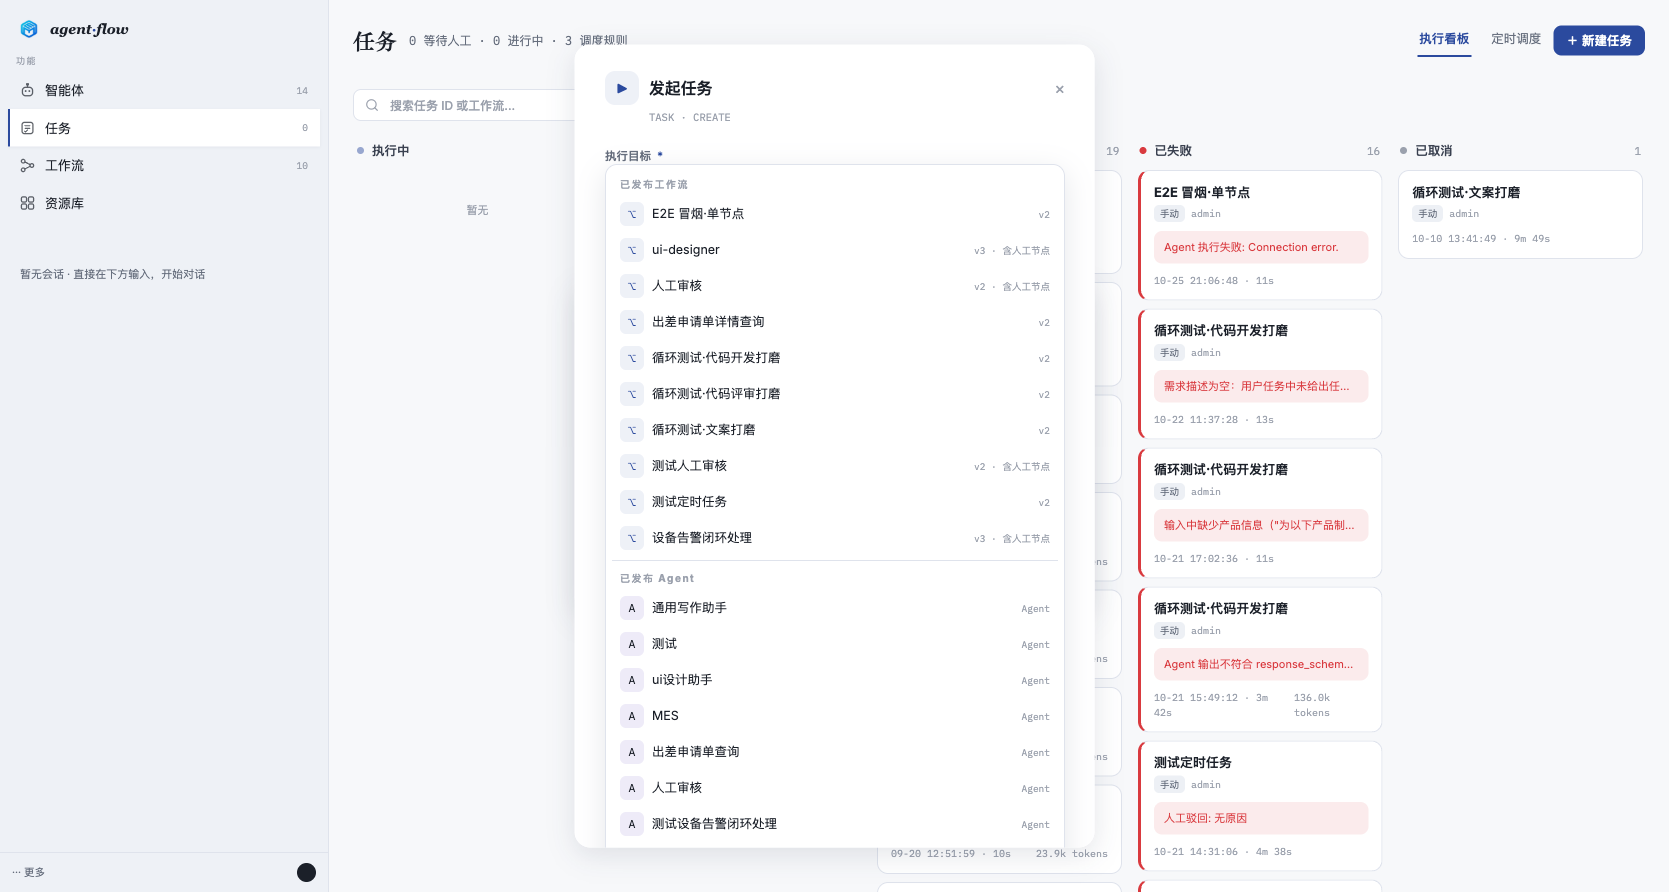 agent·flow
功能
智能体 14
任务 0
工作流 10
资源库
暂无会话 · 直接在下方输入，开始对话
··· 更多
任务 0 等待人工 · 0 进行中 · 3 调度规则
执行看板 定时调度 + 新建任务
搜索任务 ID 或工作流...
执行中
暂无
发起任务
TASK · CREATE
×
执行目标 *
已发布工作流
E2E 冒烟·单节点 v2
ui-designer v3 · 含人工节点
人工审核 v2 · 含人工节点
出差申请单详情查询 v2
循环测试·代码开发打磨 v2
循环测试·代码评审打磨 v2
循环测试·文案打磨 v2
测试人工审核 v2 · 含人工节点
测试定时任务 v2
设备告警闭环处理 v3 · 含人工节点
已发布 Agent
A 通用写作助手 Agent
A 测试 Agent
A ui设计助手 Agent
A MES Agent
A 出差申请单查询 Agent
A 人工审核 Agent
A 测试设备告警闭环处理 Agent
19
ns
ns
ns
09-20 12:51:59 · 10s 23.9k tokens
已失败 16
E2E 冒烟·单节点
手动 admin
Agent 执行失败: Connection error.
10-25 21:06:48 · 11s
循环测试·代码开发打磨
手动 admin
需求描述为空：用户任务中未给出任...
10-22 11:37:28 · 13s
循环测试·代码开发打磨
手动 admin
输入中缺少产品信息（"为以下产品制...
10-21 17:02:36 · 11s
循环测试·代码开发打磨
手动 admin
Agent 输出不符合 response_schem...
10-21 15:49:12 · 3m 136.0k
42s tokens
测试定时任务
手动 admin
人工驳回: 无原因
10-21 14:31:06 · 4m 38s
已取消 1
循环测试·文案打磨
手动 admin
10-10 13:41:49 · 9m 49s